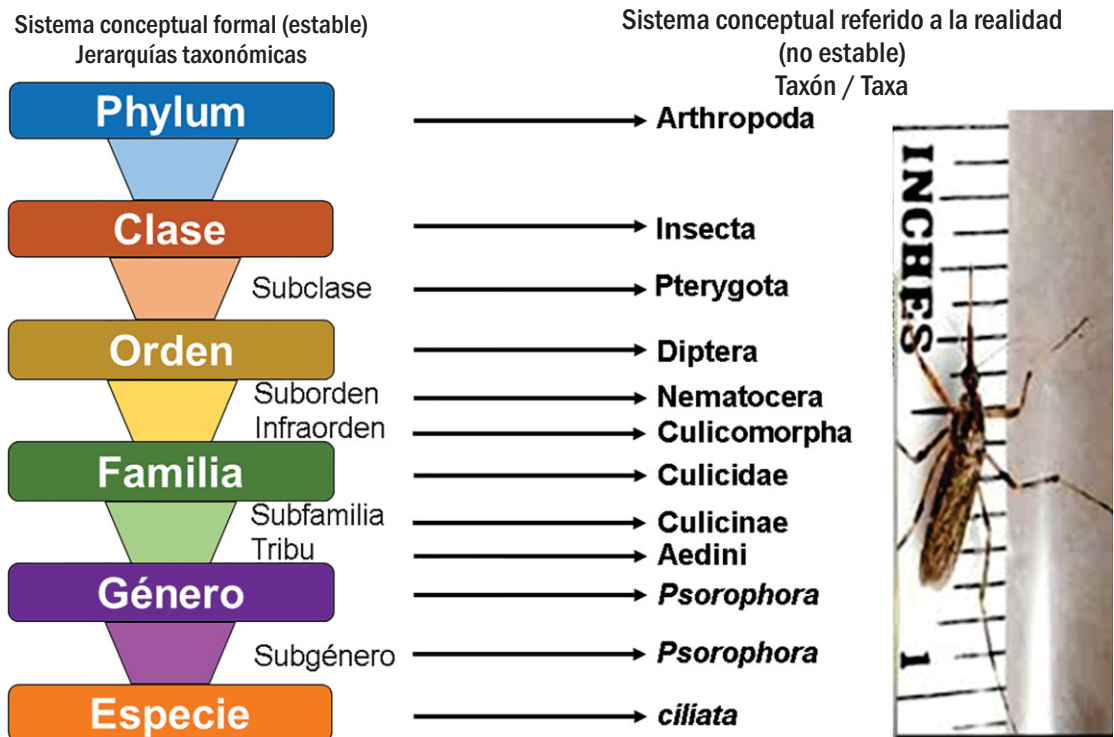 Sistema conceptual formal (estable)
Jerarquías taxonómicas
Sistema conceptual referido a la realidad
(no estable)
Taxón / Taxa
Phylum
Arthropoda
Clase
Insecta
Subclase
Pterygota
Orden
Diptera
Suborden
Nematocera
Infraorden
Culicomorpha
Familia
Culicidae
Subfamilia
Culicinae
Tribu
Aedini
Género
Psorophora
Subgénero
Psorophora
Especie
ciliata
INCHES
1